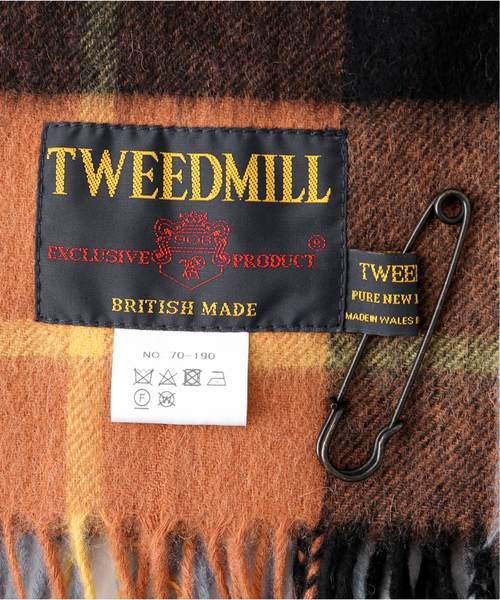 TWEEDMILL
EXCLUSIVE PRODUCT ®
BRITISH MADE
TWEED
PURE NEW
MADE IN WALES
NO 70-190
F W